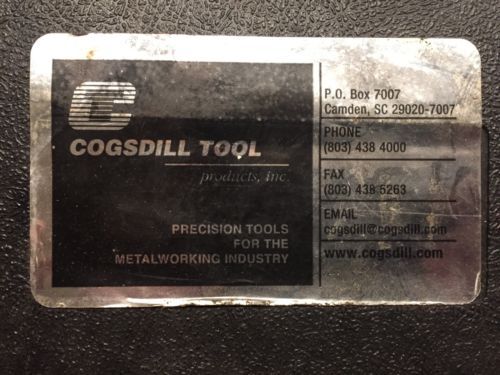 C
COGSDILL TOOL
products, inc.
PRECISION TOOLS
FOR THE
METALWORKING INDUSTRY
P.O. Box 7007
Camden, SC 29020-7007
PHONE
(803) 438 4000
FAX
(803) 438 5263
EMAIL
cogsdill@cogsdill.com
www.cogsdill.com